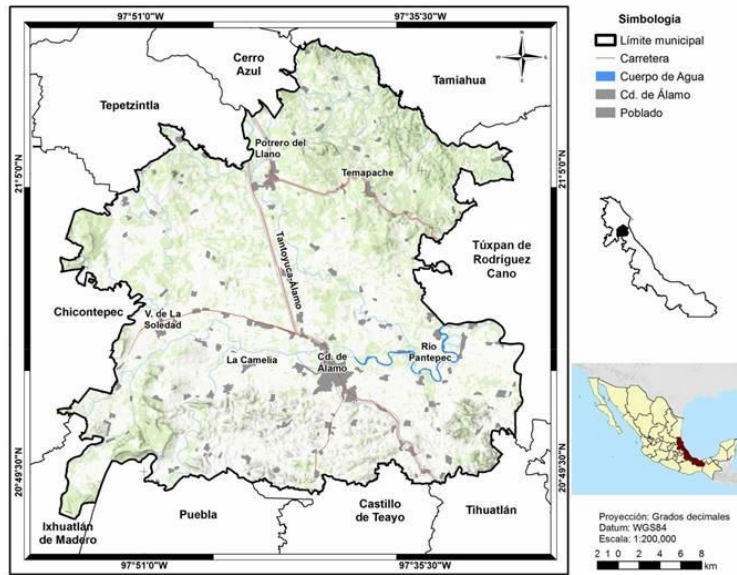 97°51'0"W
97°35'30"W
Simbología
Límite municipal
Carretera
Cuerpo de Agua
Cd. de Álamo
Poblado
N
Cerro
Azul
Tamiahua
Tepetzintla
Potrero del
Llano
Temapache
21°5'0"N
21°5'0"N
Túxpan de
Rodriguez
Cano
Tantoyuca-Álamo
Chicontepec
V. de La
Soledad
La Camelia
Cd. de
Álamo
Río
Pantepec
20°49'30"N
20°49'30"N
Ixhuatlán
de Madero
Puebla
Castillo
de Teayo
Tihuatlán
97°51'0"W
97°35'30"W
Proyección: Grados decimales
Datum: WGS84
Escala: 1:200,000
2 1 0 2 4 6 8
km